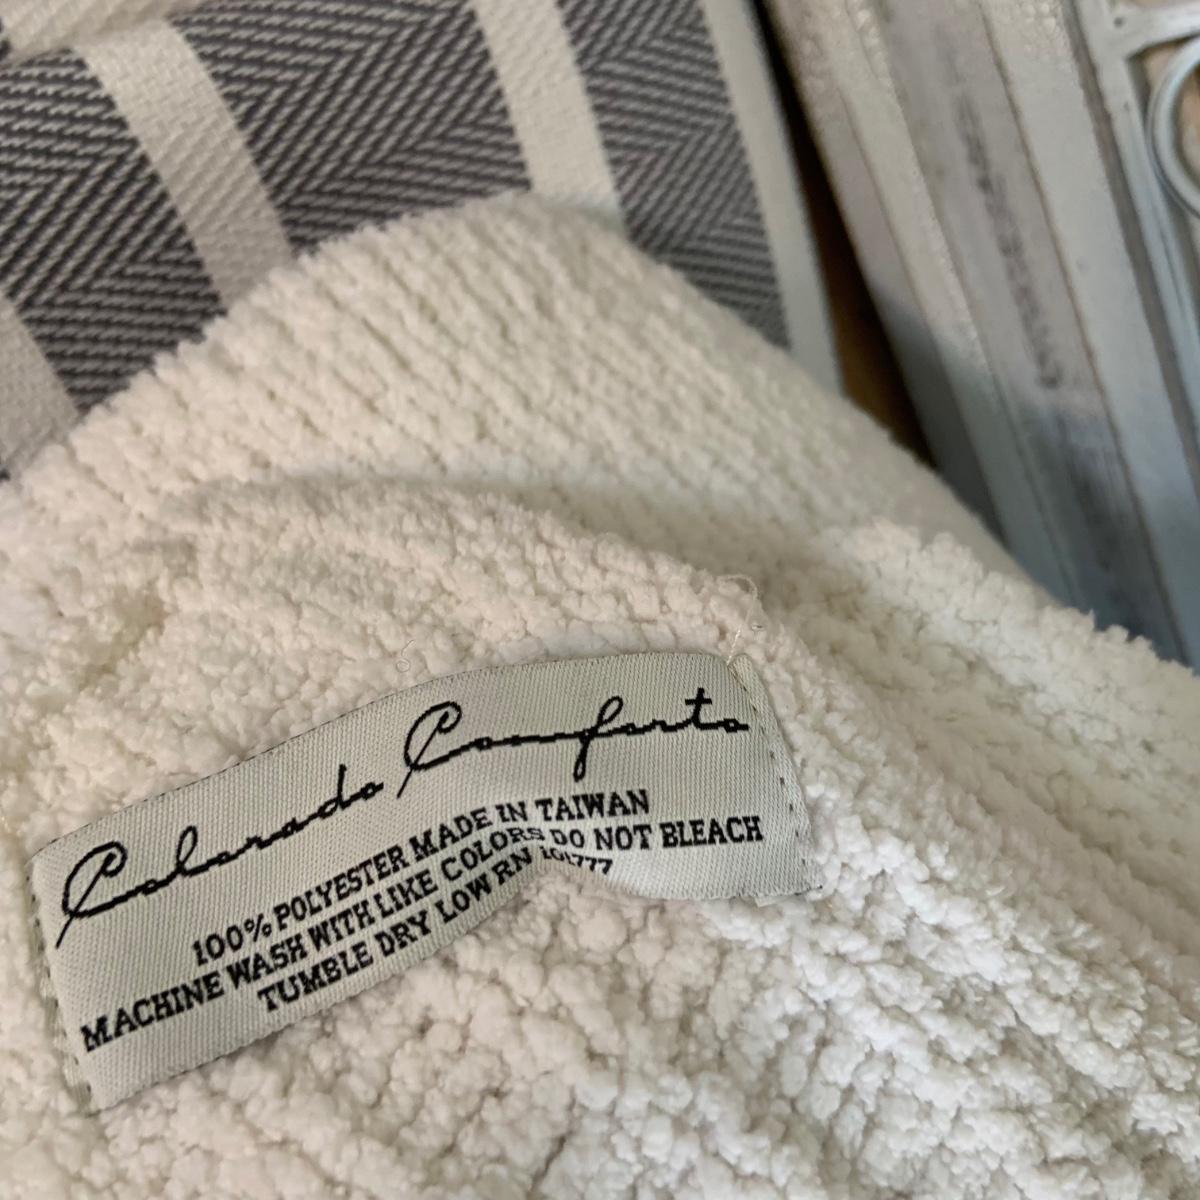 Colorado Comforts
100% POLYESTER MADE IN TAIWAN
MACHINE WASH WITH LIKE COLORS DO NOT BLEACH
TUMBLE DRY LOW RN 101777